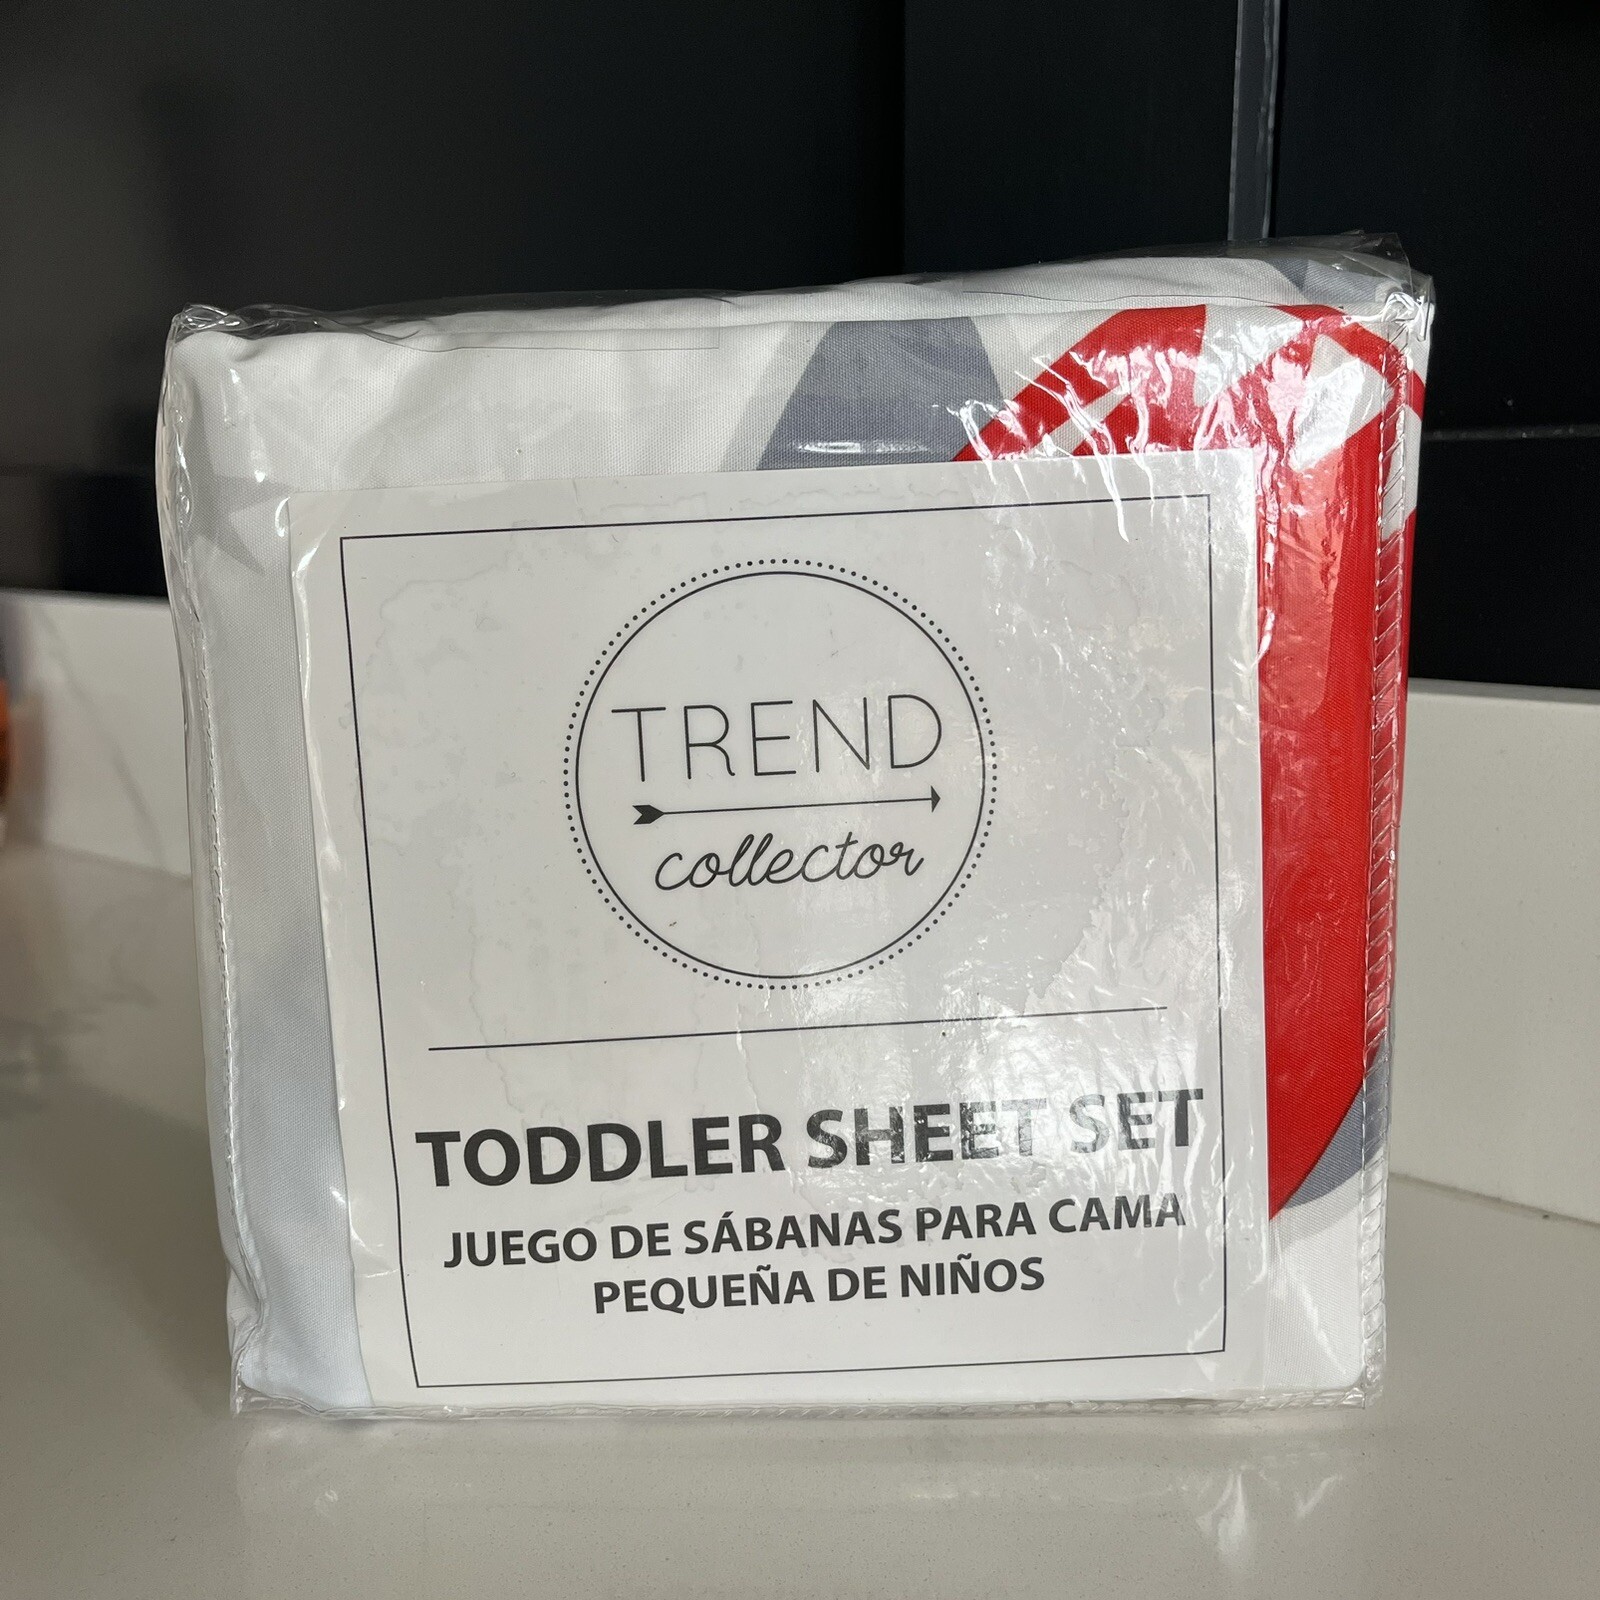 TREND
collector
TODDLER SHEET SET
JUEGO DE SÁBANAS PARA CAMA
PEQUEÑA DE NIÑOS